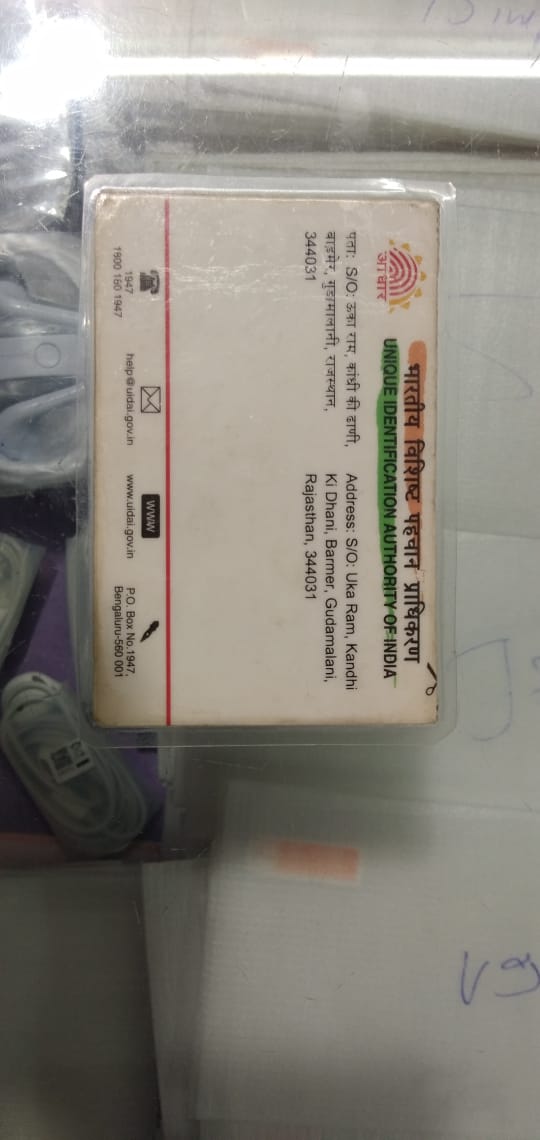 भारतीय विशिष्ट पहचान प्राधिकरण
UNIQUE IDENTIFICATION AUTHORITY OF INDIA
आधार
पता: S/O: ऊका राम, कांधी की ढाणी,
बाड़मेर, गुडामालानी, राजस्थान,
344031
Address: S/O: Uka Ram, Kandhi
Ki Dhani, Barmer, Gudamalani,
Rajasthan, 344031
1947
1800 180 1947
help@uidai.gov.in
WWW
www.uidai.gov.in
P.O. Box No.1947,
Bengaluru-560 001